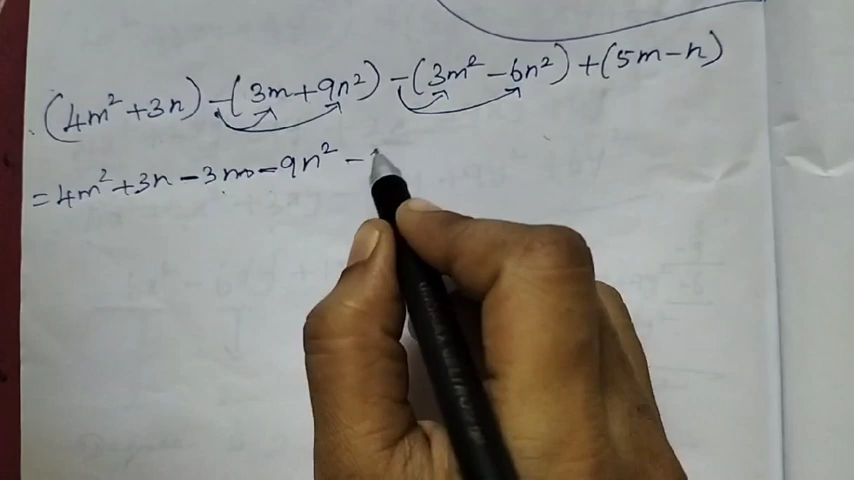 (4m² + 3n) - (3m + 9n²) - (3m² - 6n²) + (5m - n)
= 4m² + 3n - 3m - 9n² -